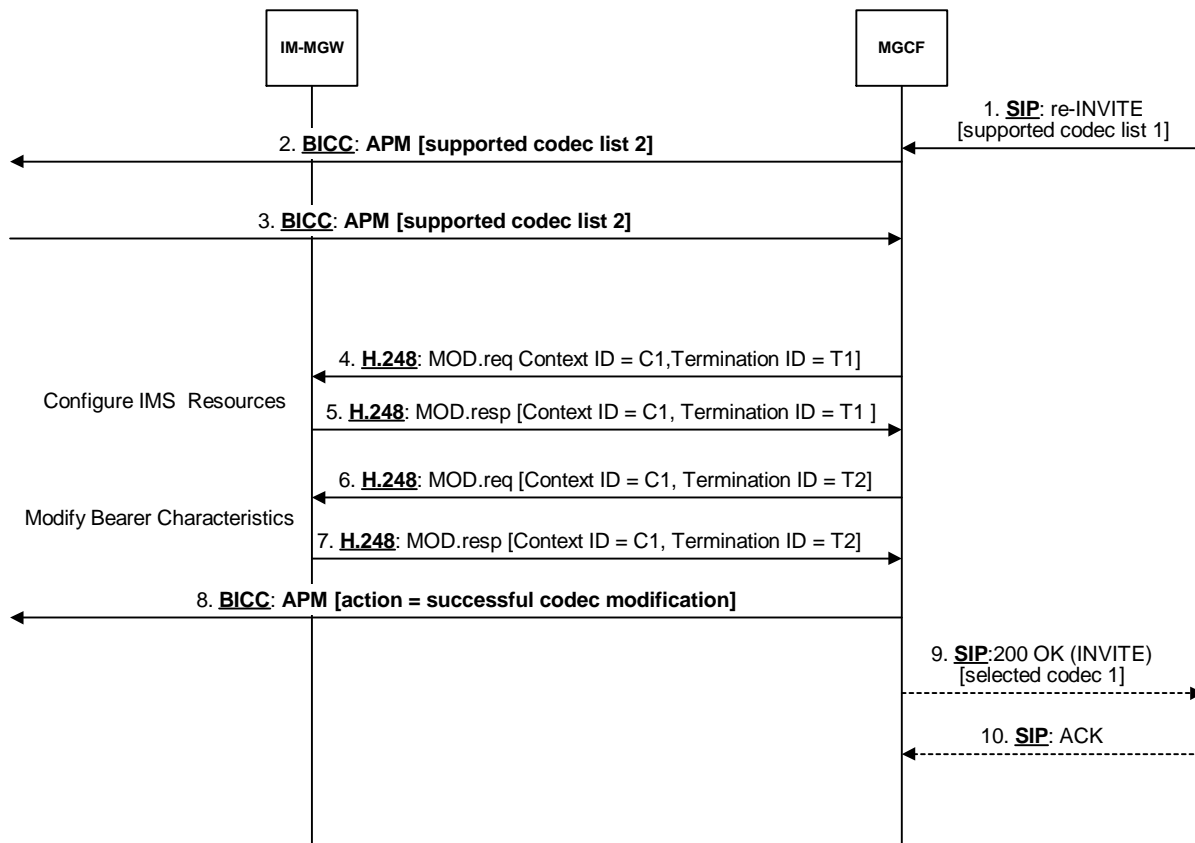 IM-MGW
MGCF
1. SIP: re-INVITE
[supported codec list 1]
2. BICC: APM [supported codec list 2]
3. BICC: APM [supported codec list 2]
4. H.248: MOD.req Context ID = C1,Termination ID = T1]
Configure IMS Resources
5. H.248: MOD.resp [Context ID = C1, Termination ID = T1 ]
6. H.248: MOD.req [Context ID = C1, Termination ID = T2]
Modify Bearer Characteristics
7. H.248: MOD.resp [Context ID = C1, Termination ID = T2]
8. BICC: APM [action = successful codec modification]
9. SIP:200 OK (INVITE)
[selected codec 1]
10. SIP: ACK